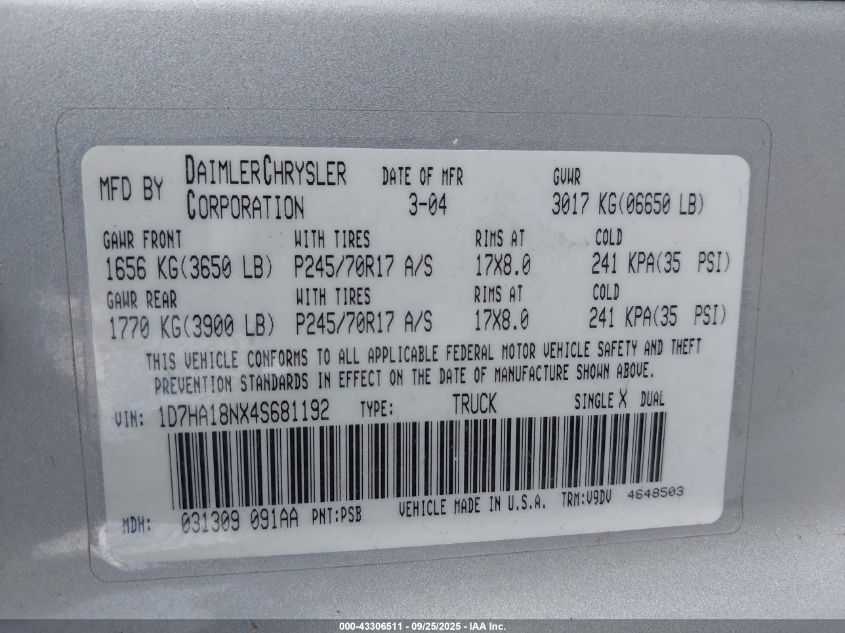 MFD BY DAIMLERCHRYSLER CORPORATION DATE OF MFR 3-04 GVWR 3017 KG(06650 LB)
GAWR FRONT WITH TIRES RIMS AT COLD
1656 KG(3650 LB) P245/70R17 A/S 17X8.0 241 KPA(35 PSI)
GAWR REAR WITH TIRES RIMS AT COLD
1770 KG(3900 LB) P245/70R17 A/S 17X8.0 241 KPA(35 PSI)
THIS VEHICLE CONFORMS TO ALL APPLICABLE FEDERAL MOTOR VEHICLE SAFETY AND THEFT
PREVENTION STANDARDS IN EFFECT ON THE DATE OF MANUFACTURE SHOWN ABOVE.
VIN: 1D7HA18NX4S681192 TYPE: TRUCK SINGLE X DUAL
MDH: 031309 091AA PNT:PSB VEHICLE MADE IN U.S.A. TRM:V9DV 4648503
000-43306511 - 09/25/2025 - IAA Inc.